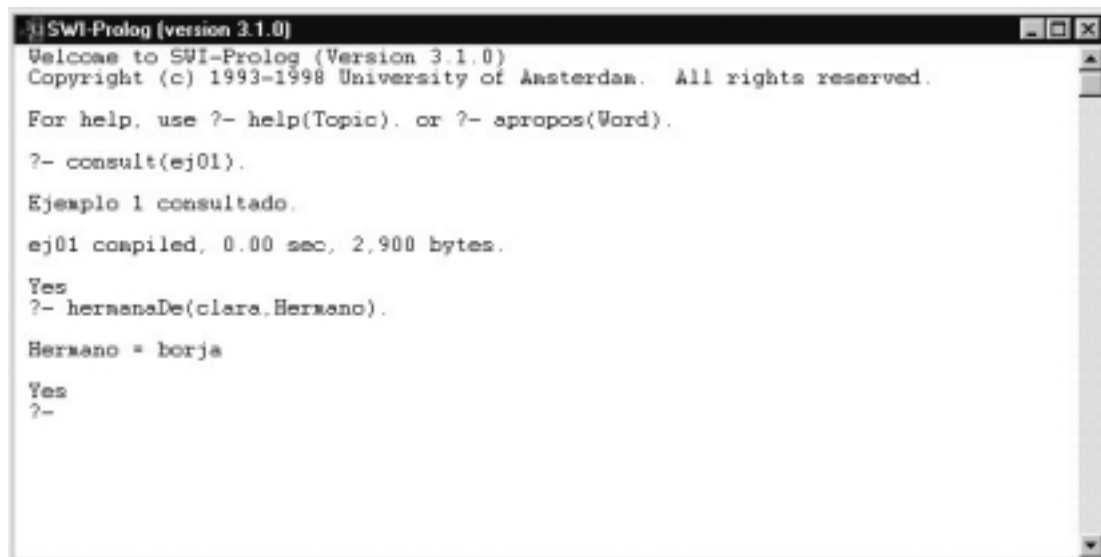 SWI-Prolog (version 3.1.0)
Welcome to SWI-Prolog (Version 3.1.0)
Copyright (c) 1993-1998 University of Amsterdam.  All rights reserved.
For help, use ?- help(Topic). or ?- apropos(Word).
?- consult(ej01).
Ejemplo 1 consultado.
ej01 compiled, 0.00 sec, 2,900 bytes.
Yes
?- hermanaDe(clara,Hermano).
Hermano = borja
Yes
?-